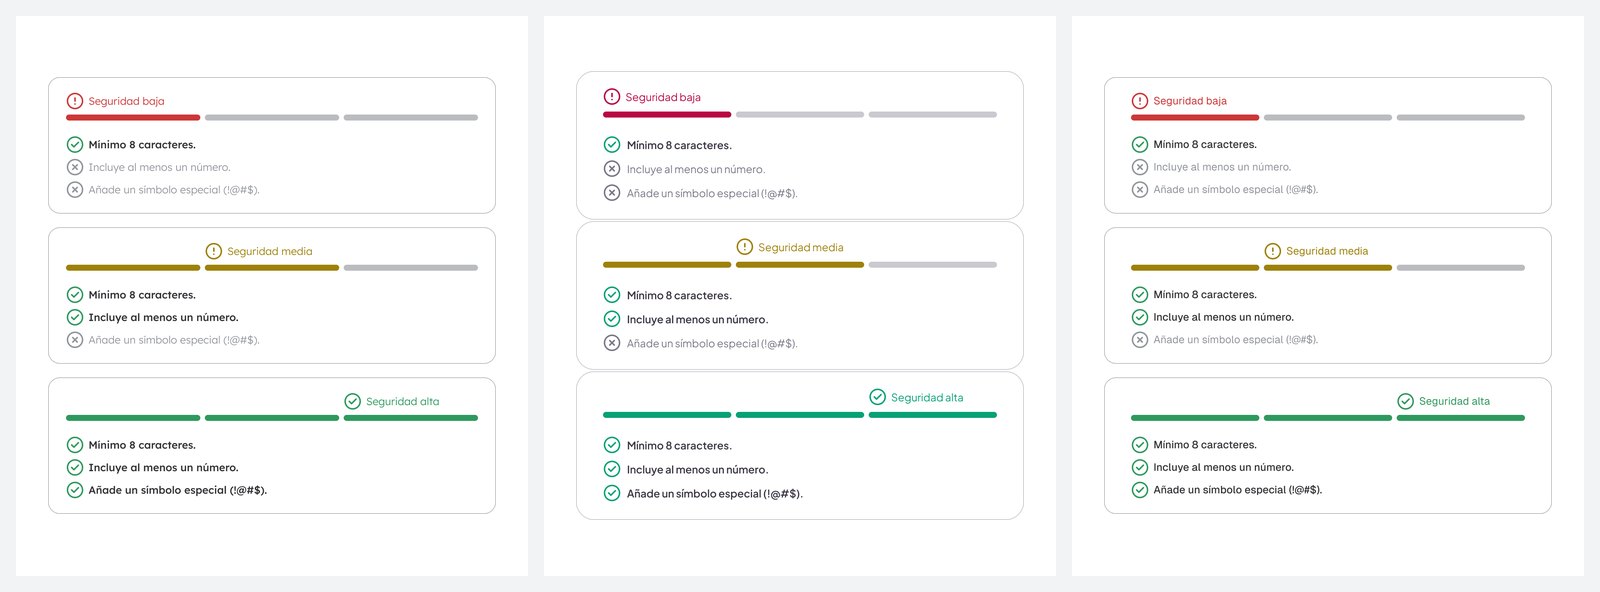 Seguridad baja
Mínimo 8 caracteres.
Incluye al menos un número.
Añade un símbolo especial (!@#$).
Seguridad media
Mínimo 8 caracteres.
Incluye al menos un número.
Añade un símbolo especial (!@#$).
Seguridad alta
Mínimo 8 caracteres.
Incluye al menos un número.
Añade un símbolo especial (!@#$).
Seguridad baja
Mínimo 8 caracteres.
Incluye al menos un número.
Añade un símbolo especial (!@#$).
Seguridad media
Mínimo 8 caracteres.
Incluye al menos un número.
Añade un símbolo especial (!@#$).
Seguridad alta
Mínimo 8 caracteres.
Incluye al menos un número.
Añade un símbolo especial (!@#$).
Seguridad baja
Mínimo 8 caracteres.
Incluye al menos un número.
Añade un símbolo especial (!@#$).
Seguridad media
Mínimo 8 caracteres.
Incluye al menos un número.
Añade un símbolo especial (!@#$).
Seguridad alta
Mínimo 8 caracteres.
Incluye al menos un número.
Añade un símbolo especial (!@#$).